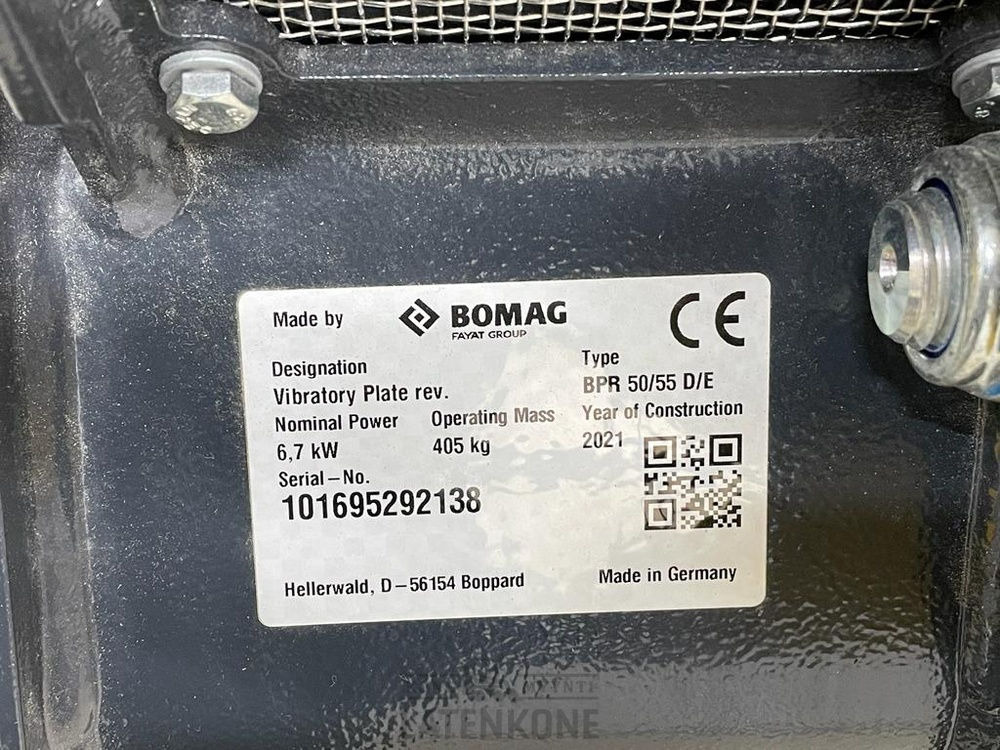 Made by
BOMAG
FAYAT GROUP
CE
Designation
Vibratory Plate rev.
Type
BPR 50/55 D/E
Nominal Power
6,7 kW
Operating Mass
405 kg
Year of Construction
2021
Serial-No.
101695292138
Hellerwald, D-56154 Boppard
Made in Germany
TENKONE